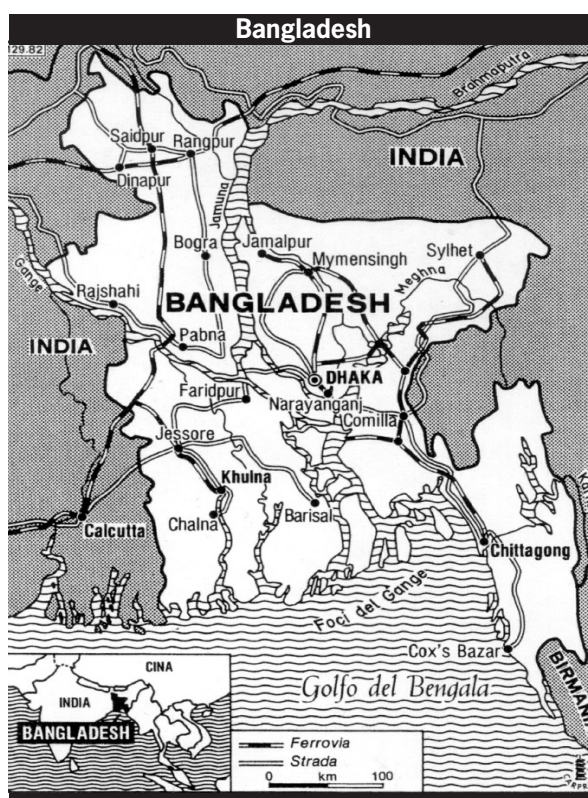 Bangladesh
129.82
Brahmaputra
Saidpur
Rangpur
Dinapur
INDIA
Jamuna
Bogra
Jamalpur
Mymensingh
Sylhet
Meghna
Gange
Rajshahi
BANGLADESH
INDIA
Pabna
DHAKA
Faridpur
Narayanganj
Comilla
Jessore
Khulna
Calcutta
Chalna
Barisal
Chittagong
Foci del Gange
Cox's Bazar
Golfo del Bengala
BIRMANI
CINA
INDIA
BANGLADESH
Ferrovia
Strada
0 km 100